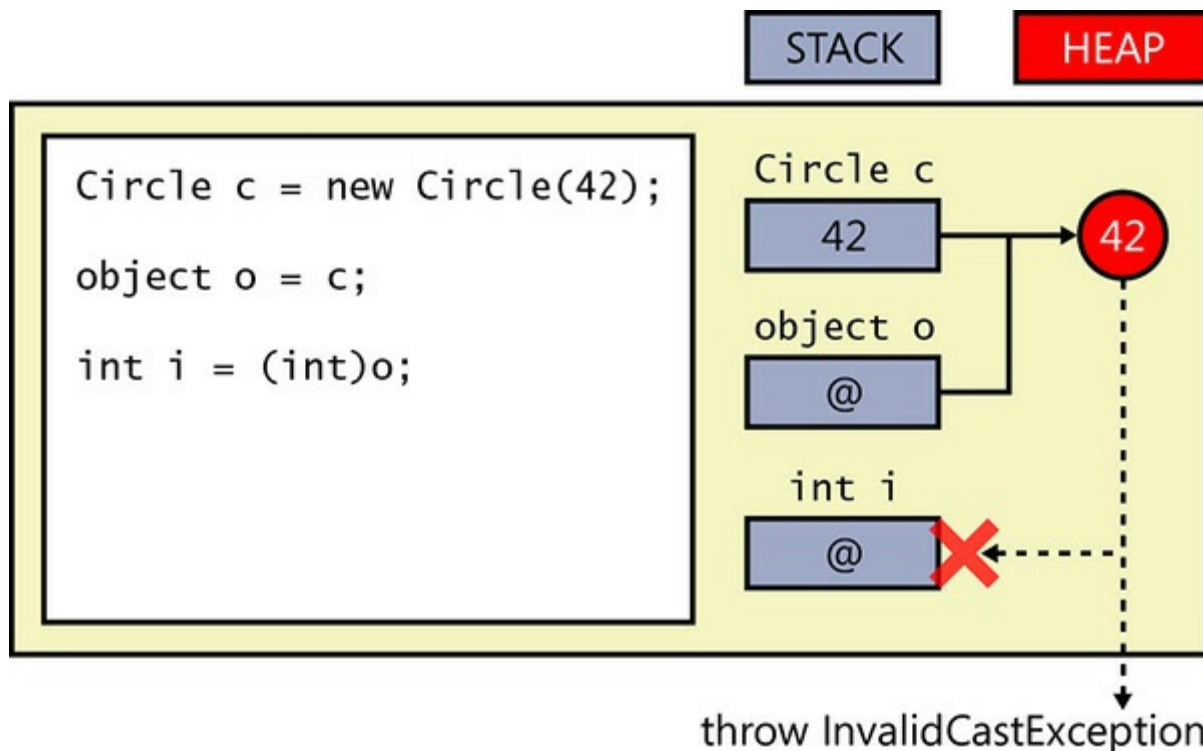 STACK HEAP
Circle c = new Circle(42);
object o = c;
int i = (int)o;
Circle c
42
42
object o
@
int i
@
throw InvalidCastException